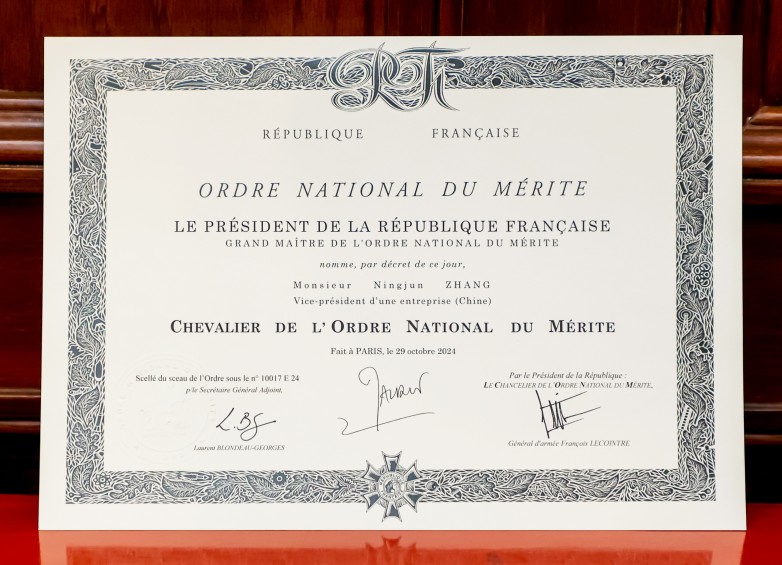 RF
RÉPUBLIQUE FRANÇAISE
ORDRE NATIONAL DU MÉRITE
LE PRÉSIDENT DE LA RÉPUBLIQUE FRANÇAISE
GRAND MAÎTRE DE L'ORDRE NATIONAL DU MÉRITE
nomme, par décret de ce jour,
Monsieur Ningjun ZHANG
Vice-président d'une entreprise (Chine)
CHEVALIER DE L'ORDRE NATIONAL DU MÉRITE
Fait à PARIS, le 29 octobre 2024
Scellé du sceau de l'Ordre sous le n° 10017 E 24
p/le Secrétaire Général Adjoint,
Laurent BLONDEAU-GEORGES
Par le Président de la République :
LE CHANCELIER DE L'ORDRE NATIONAL DU MÉRITE,
Général d'armée François LECOINTRE